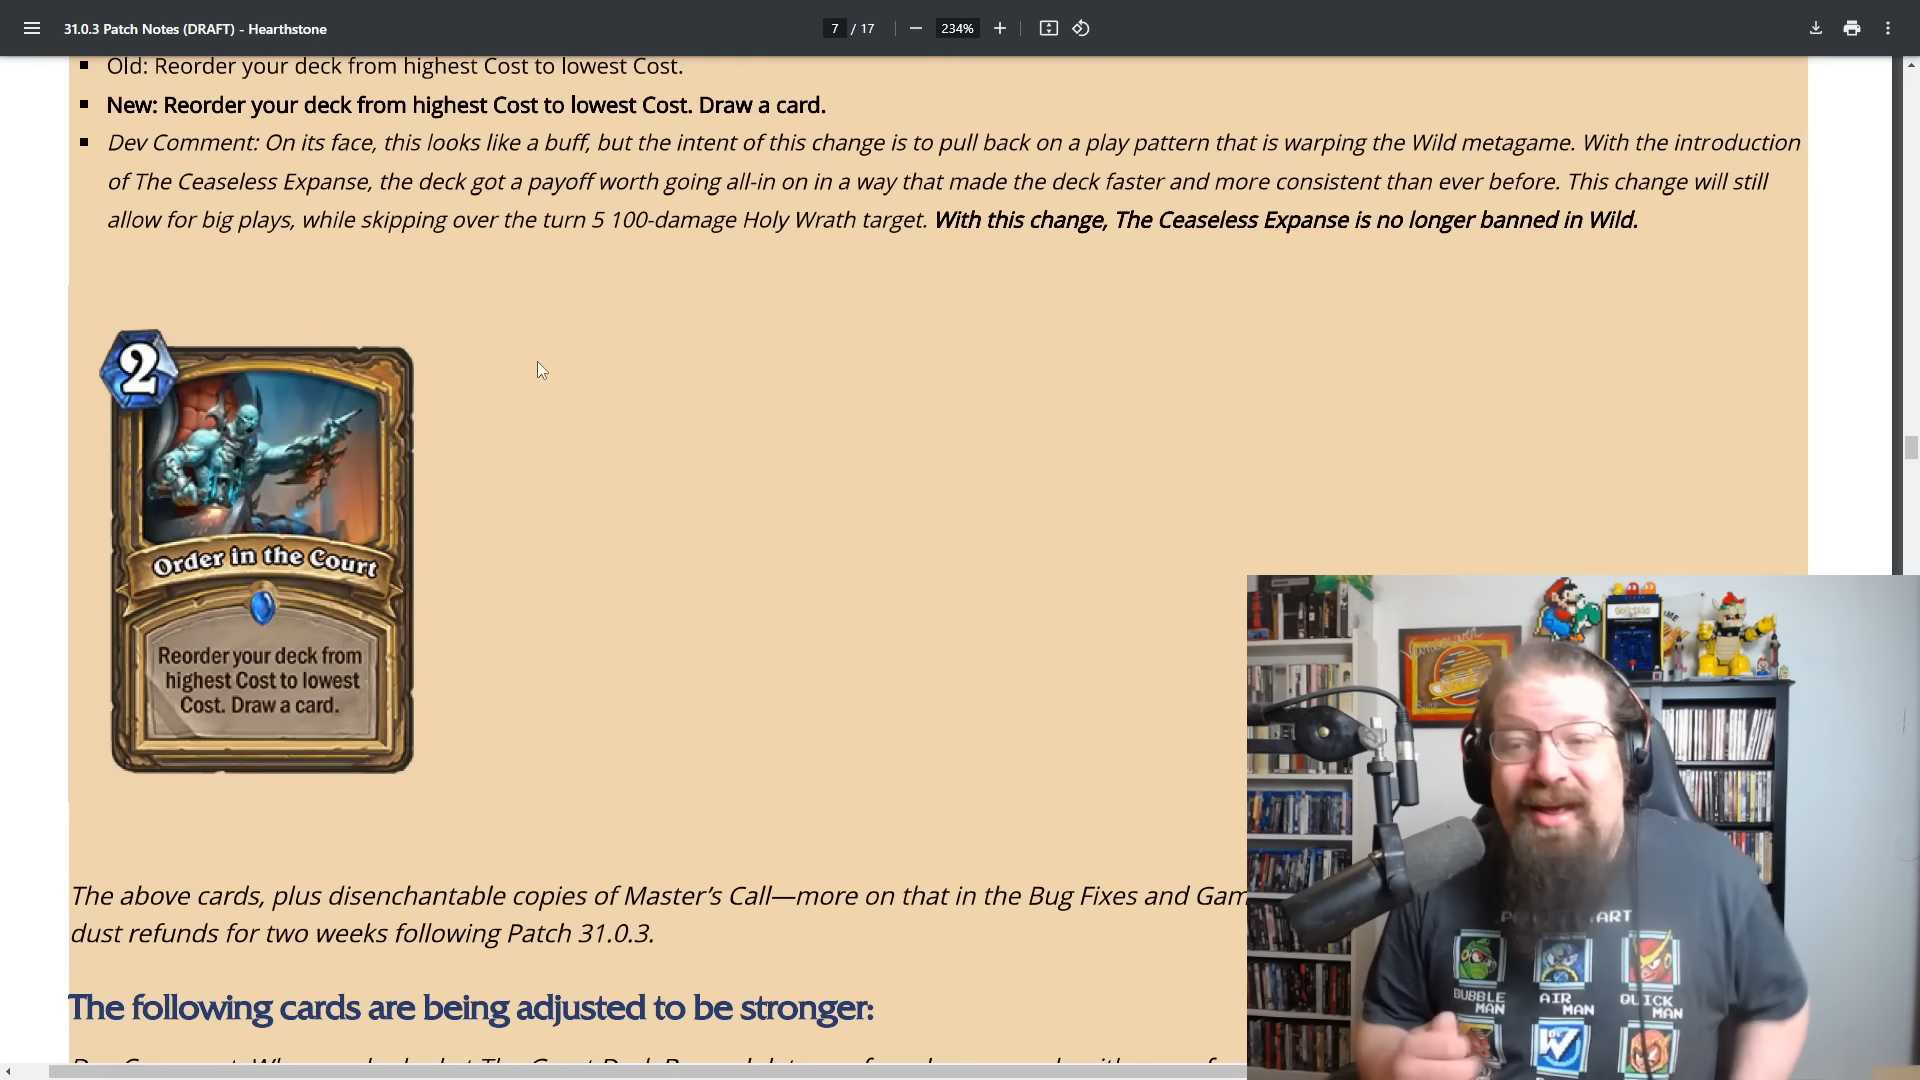 31.0.3 Patch Notes (DRAFT) - Hearthstone
7 / 17
234%
Old: Reorder your deck from highest Cost to lowest Cost.
New: Reorder your deck from highest Cost to lowest Cost. Draw a card.
Dev Comment: On its face, this looks like a buff, but the intent of this change is to pull back on a play pattern that is warping the Wild metagame. With the introduction
of The Ceaseless Expanse, the deck got a payoff worth going all-in on in a way that made the deck faster and more consistent than ever before. This change will still
allow for big plays, while skipping over the turn 5 100-damage Holy Wrath target. With this change, The Ceaseless Expanse is no longer banned in Wild.
2
Order in the Court
Reorder your deck from
highest Cost to lowest
Cost. Draw a card.
The above cards, plus disenchantable copies of Master's Call—more on that in the Bug Fixes and Gam
dust refunds for two weeks following Patch 31.0.3.
The following cards are being adjusted to be stronger:
BUBBLE
MAN
AIR
MAN
QUICK
MAN
W